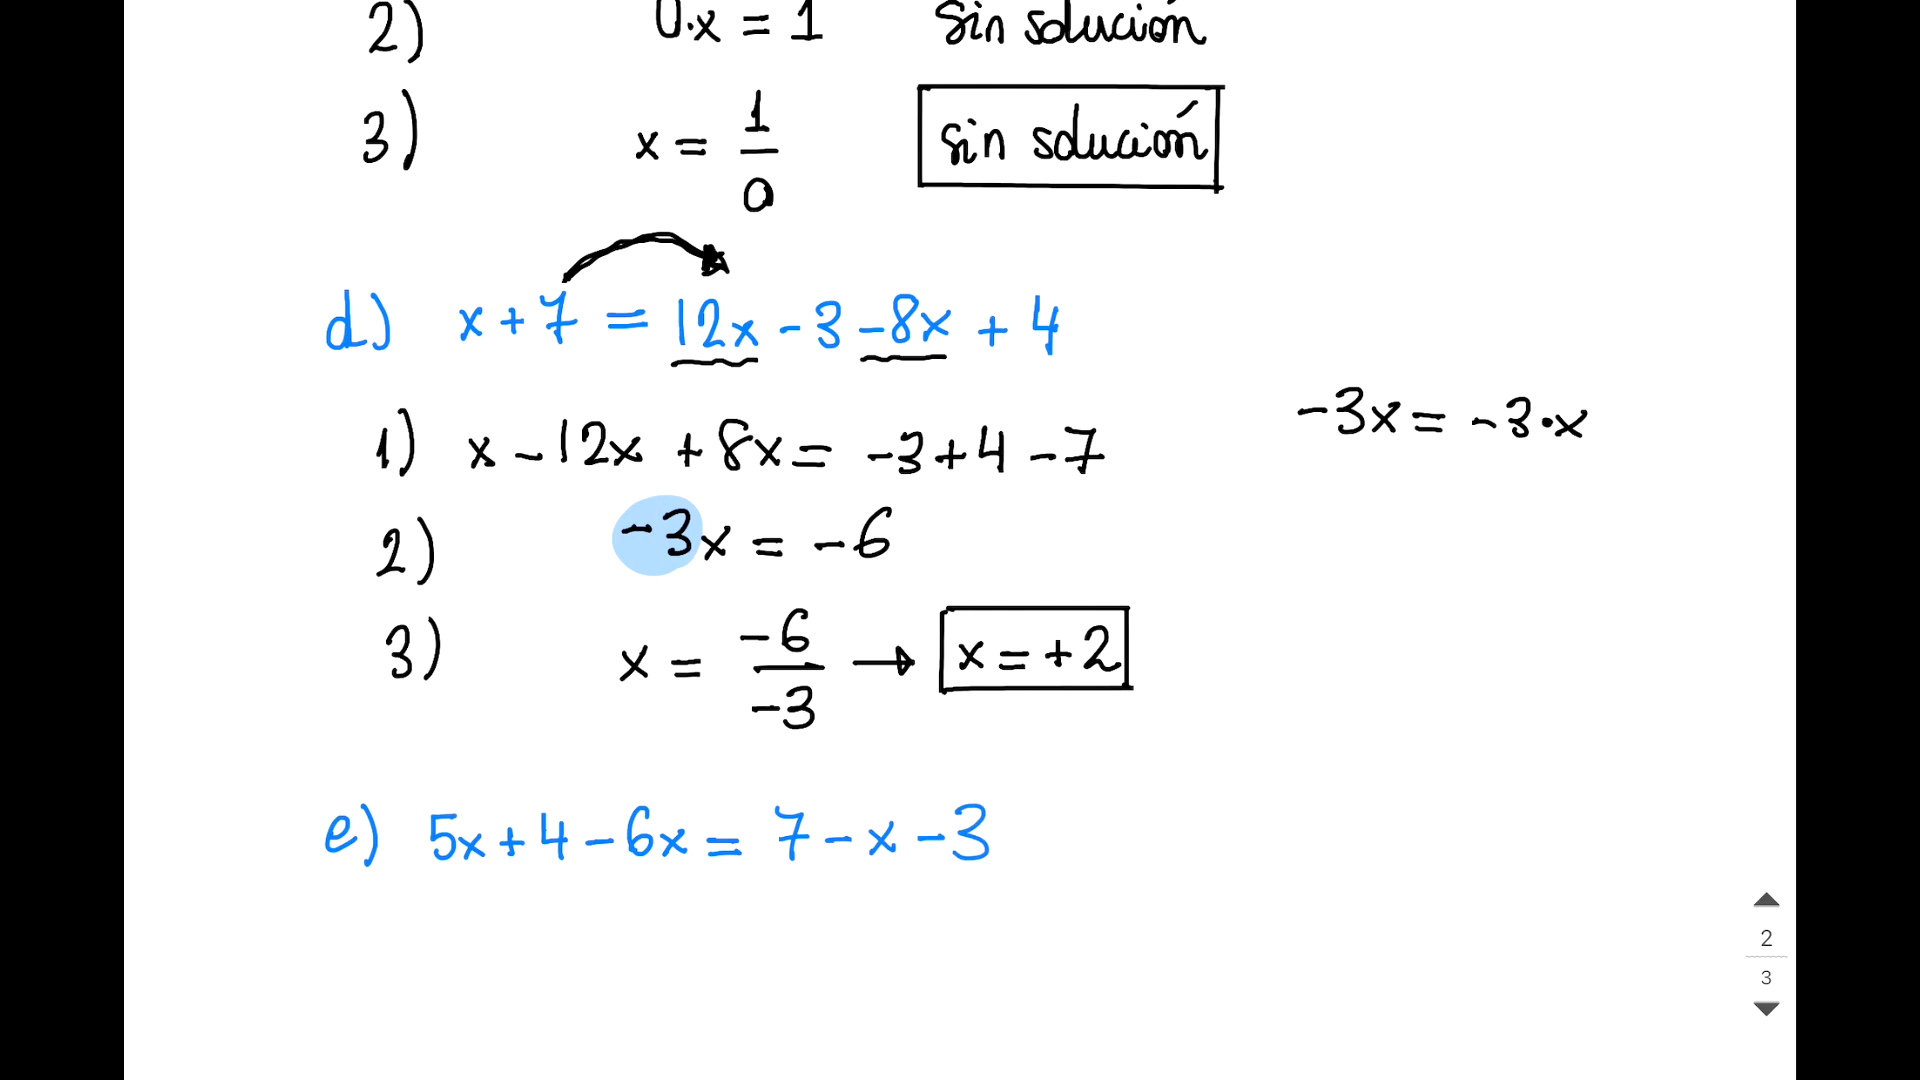 2) 0·x = 1 Sin solución
3) x = 1/0 Sin solución
d) x + 7 = 12x - 3 - 8x + 4
1) x - 12x + 8x = -3 + 4 - 7
-3x = -3·x
2) -3x = -6
3) x = -6/-3 → x = +2
e) 5x + 4 - 6x = 7 - x - 3
2
3